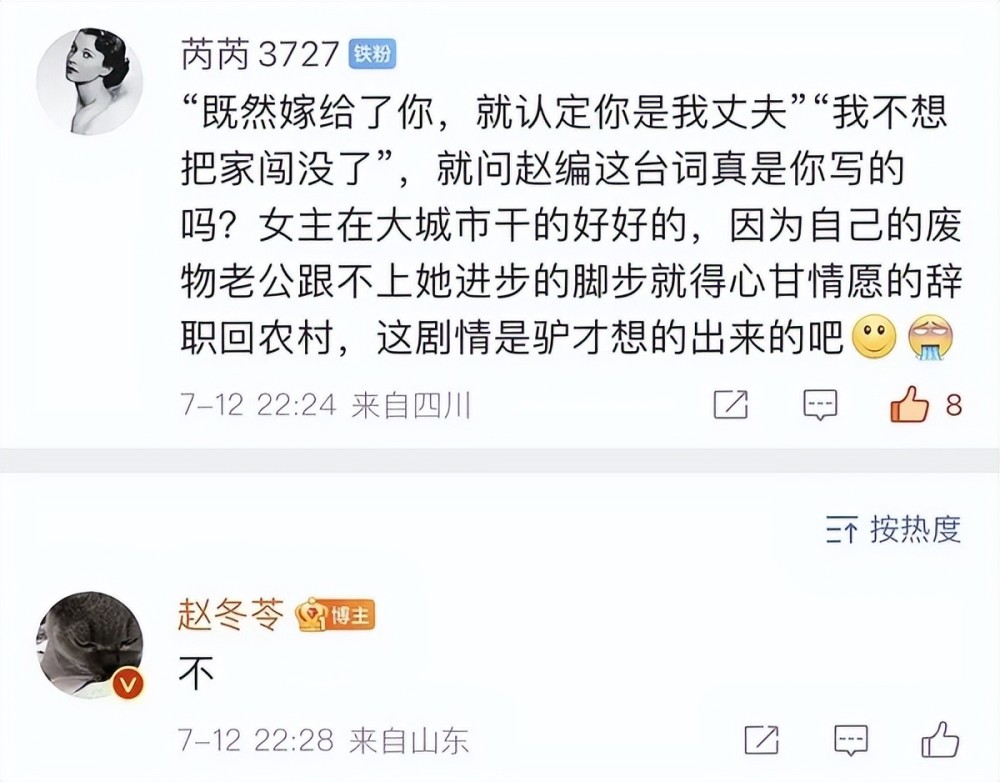 芮芮3727 铁粉
“既然嫁给了你，就认定你是我丈夫”“我不想
把家闯没了”，就问赵编这台词真是你写的
吗？女主在大城市干的好好的，因为自己的废
物老公跟不上她进步的脚步就得心甘情愿的辞
职回农村，这剧情是驴才想的出来的吧
7-12 22:24 来自四川
8
按热度
赵冬苓 博主
不
7-12 22:28 来自山东